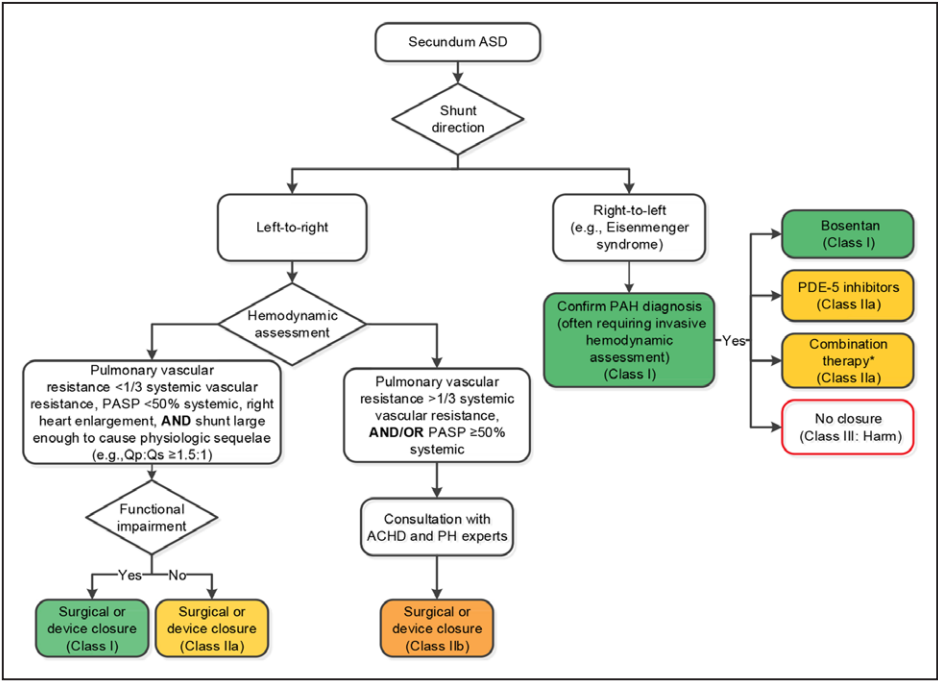 Secundum ASD
Shunt
direction
Left-to-right
Right-to-left
(e.g., Eisenmenger
syndrome)
Hemodynamic
assessment
Pulmonary vascular
resistance <1/3 systemic vascular
resistance, PASP <50% systemic, right
heart enlargement, AND shunt large
enough to cause physiologic sequelae
(e.g.,Qp:Qs ≥1.5:1)
Functional
impairment
Yes
No
Surgical or
device closure
(Class I)
Surgical or
device closure
(Class IIa)
Pulmonary vascular
resistance >1/3 systemic
vascular resistance,
AND/OR PASP ≥50%
systemic
Consultation with
ACHD and PH experts
Surgical or
device closure
(Class IIb)
Confirm PAH diagnosis
(often requiring invasive
hemodynamic
assessment)
(Class I)
Yes
Bosentan
(Class I)
PDE-5 inhibitors
(Class IIa)
Combination
therapy*
(Class IIa)
No closure
(Class III: Harm)